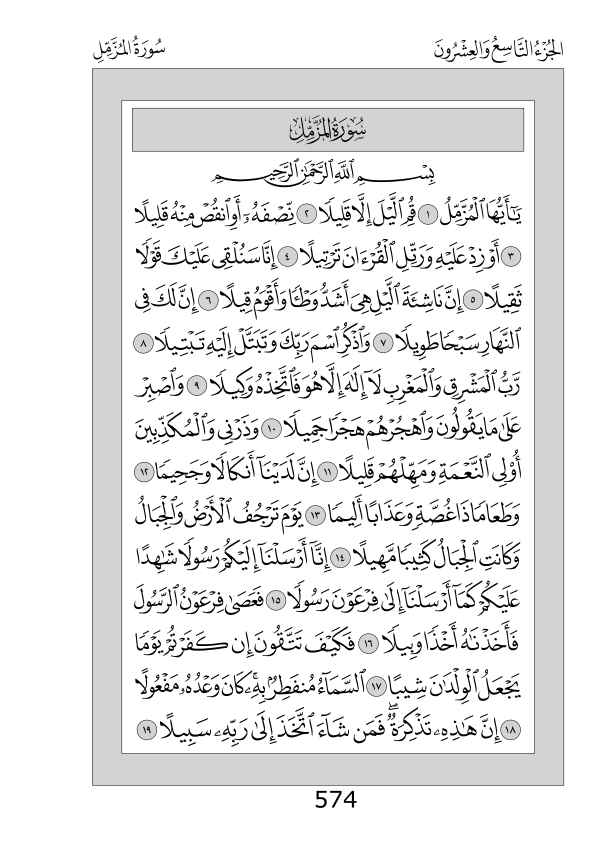 الجُزْءُ التَّاسِعُ وَالعِشْرُونَ
سُورَةُ المُزَّمِّلِ
سُورَةُ المُزَّمِّلِ
بِسْمِ ٱللَّهِ ٱلرَّحْمَٰنِ ٱلرَّحِيمِ
يَٰٓأَيُّهَا ٱلْمُزَّمِّلُ ١ قُمِ ٱلَّيْلَ إِلَّا قَلِيلًا ٢ نِّصْفَهُۥٓ أَوِ ٱنقُصْ مِنْهُ قَلِيلًا
٣ أَوْ زِدْ عَلَيْهِ وَرَتِّلِ ٱلْقُرْءَانَ تَرْتِيلًا ٤ إِنَّا سَنُلْقِى عَلَيْكَ قَوْلًا
ثَقِيلًا ٥ إِنَّ نَاشِئَةَ ٱلَّيْلِ هِىَ أَشَدُّ وَطْـًٔا وَأَقْوَمُ قِيلًا ٦ إِنَّ لَكَ فِى
ٱلنَّهَارِ سَبْحًا طَوِيلًا ٧ وَٱذْكُرِ ٱسْمَ رَبِّكَ وَتَبَتَّلْ إِلَيْهِ تَبْتِيلًا ٨
رَّبُّ ٱلْمَشْرِقِ وَٱلْمَغْرِبِ لَآ إِلَٰهَ إِلَّا هُوَ فَٱتَّخِذْهُ وَكِيلًا ٩ وَٱصْبِرْ
عَلَىٰ مَا يَقُولُونَ وَٱهْجُرْهُمْ هَجْرًا جَمِيلًا ١٠ وَذَرْنِى وَٱلْمُكَذِّبِينَ
أُو۟لِى ٱلنَّعْمَةِ وَمَهِّلْهُمْ قَلِيلًا ١١ إِنَّ لَدَيْنَآ أَنكَالًا وَجَحِيمًا ١٢
وَطَعَامًا ذَا غُصَّةٍ وَعَذَابًا أَلِيمًا ١٣ يَوْمَ تَرْجُفُ ٱلْأَرْضُ وَٱلْجِبَالُ
وَكَانَتِ ٱلْجِبَالُ كَثِيبًا مَّهِيلًا ١٤ إِنَّآ أَرْسَلْنَآ إِلَيْكُمْ رَسُولًا شَٰهِدًا
عَلَيْكُمْ كَمَآ أَرْسَلْنَآ إِلَىٰ فِرْعَوْنَ رَسُولًا ١٥ فَعَصَىٰ فِرْعَوْنُ ٱلرَّسُولَ
فَأَخَذْنَٰهُ أَخْذًا وَبِيلًا ١٦ فَكَيْفَ تَتَّقُونَ إِن كَفَرْتُمْ يَوْمًا
يَجْعَلُ ٱلْوِلْدَٰنَ شِيبًا ١٧ ٱلسَّمَآءُ مُنفَطِرٌۢ بِهِۦ ۚ كَانَ وَعْدُهُۥ مَفْعُولًا
١٨ إِنَّ هَٰذِهِۦ تَذْكِرَةٌ ۖ فَمَن شَآءَ ٱتَّخَذَ إِلَىٰ رَبِّهِۦ سَبِيلًا ١٩
574